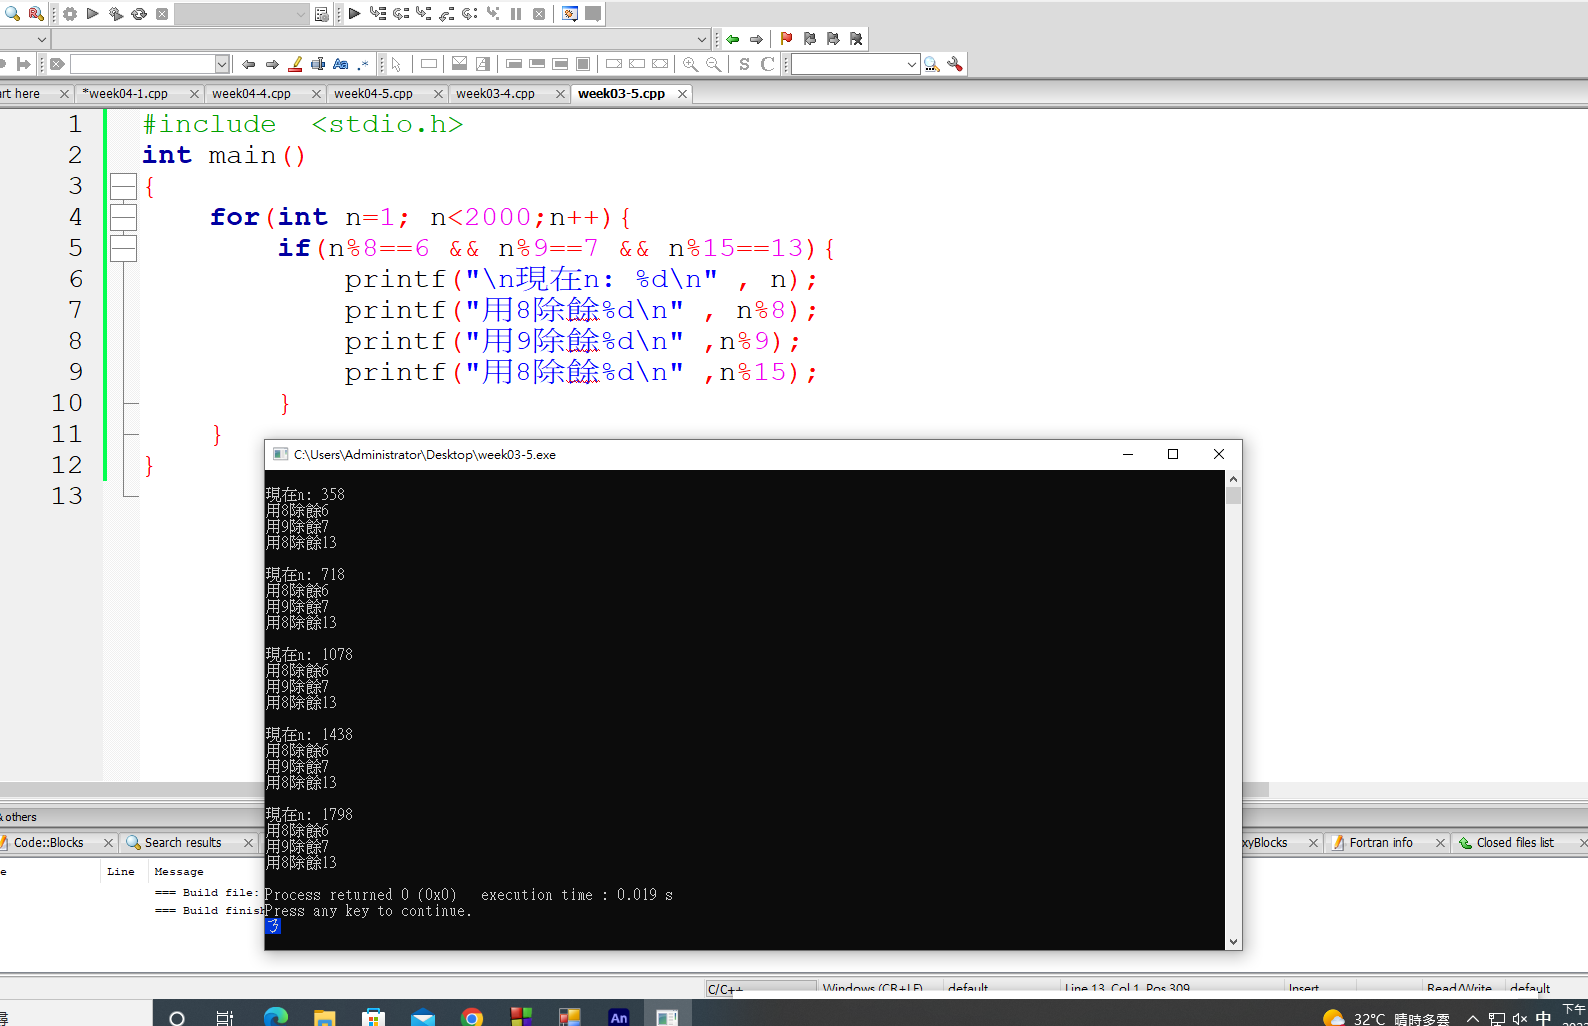 S C
rt here
*week04-1.cpp
week04-4.cpp
week04-5.cpp
week03-4.cpp
week03-5.cpp
1 #include <stdio.h>
2 int main()
3 {
4 for(int n=1; n<2000;n++){
5 if(n%8==6 && n%9==7 && n%15==13){
6 printf("\n現在n: %d\n" , n);
7 printf("用8除餘%d\n" , n%8);
8 printf("用9除餘%d\n" ,n%9);
9 printf("用8除餘%d\n" ,n%15);
10 }
11 }
12 }
13
C:\Users\Administrator\Desktop\week03-5.exe
現在n: 358
用8除餘6
用9除餘7
用8除餘13
現在n: 718
用8除餘6
用9除餘7
用8除餘13
現在n: 1078
用8除餘6
用9除餘7
用8除餘13
現在n: 1438
用8除餘6
用9除餘7
用8除餘13
現在n: 1798
用8除餘6
用9除餘7
用8除餘13
Process returned 0 (0x0)   execution time : 0.019 s
Press any key to continue.
ㄋ
& others
Code::Blocks
Search results
xyBlocks
Fortran info
Closed files list
e Line Message
=== Build file:
=== Build finish
C/C++
Windows (CR+LF)
default
Line 13, Col 1, Pos 309
Insert
Read/Write
default
尋
An
32°C 晴時多雲
中
下午